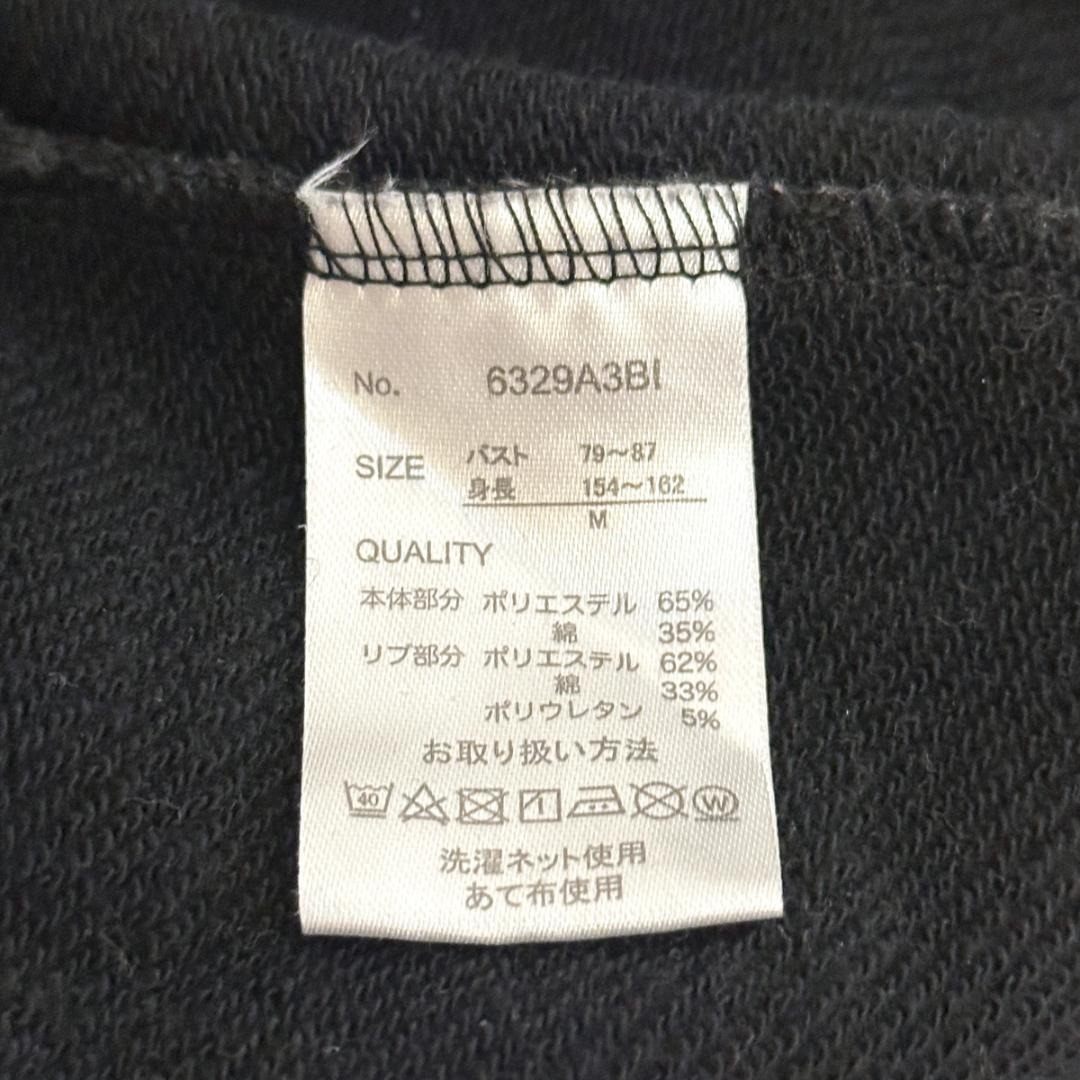 No. 6329A3BI
SIZE バスト 79～87
身長 154～162
M
QUALITY
本体部分 ポリエステル 65%
綿 35%
リブ部分 ポリエステル 62%
綿 33%
ポリウレタン 5%
お取り扱い方法
40 W
洗濯ネット使用
あて布使用